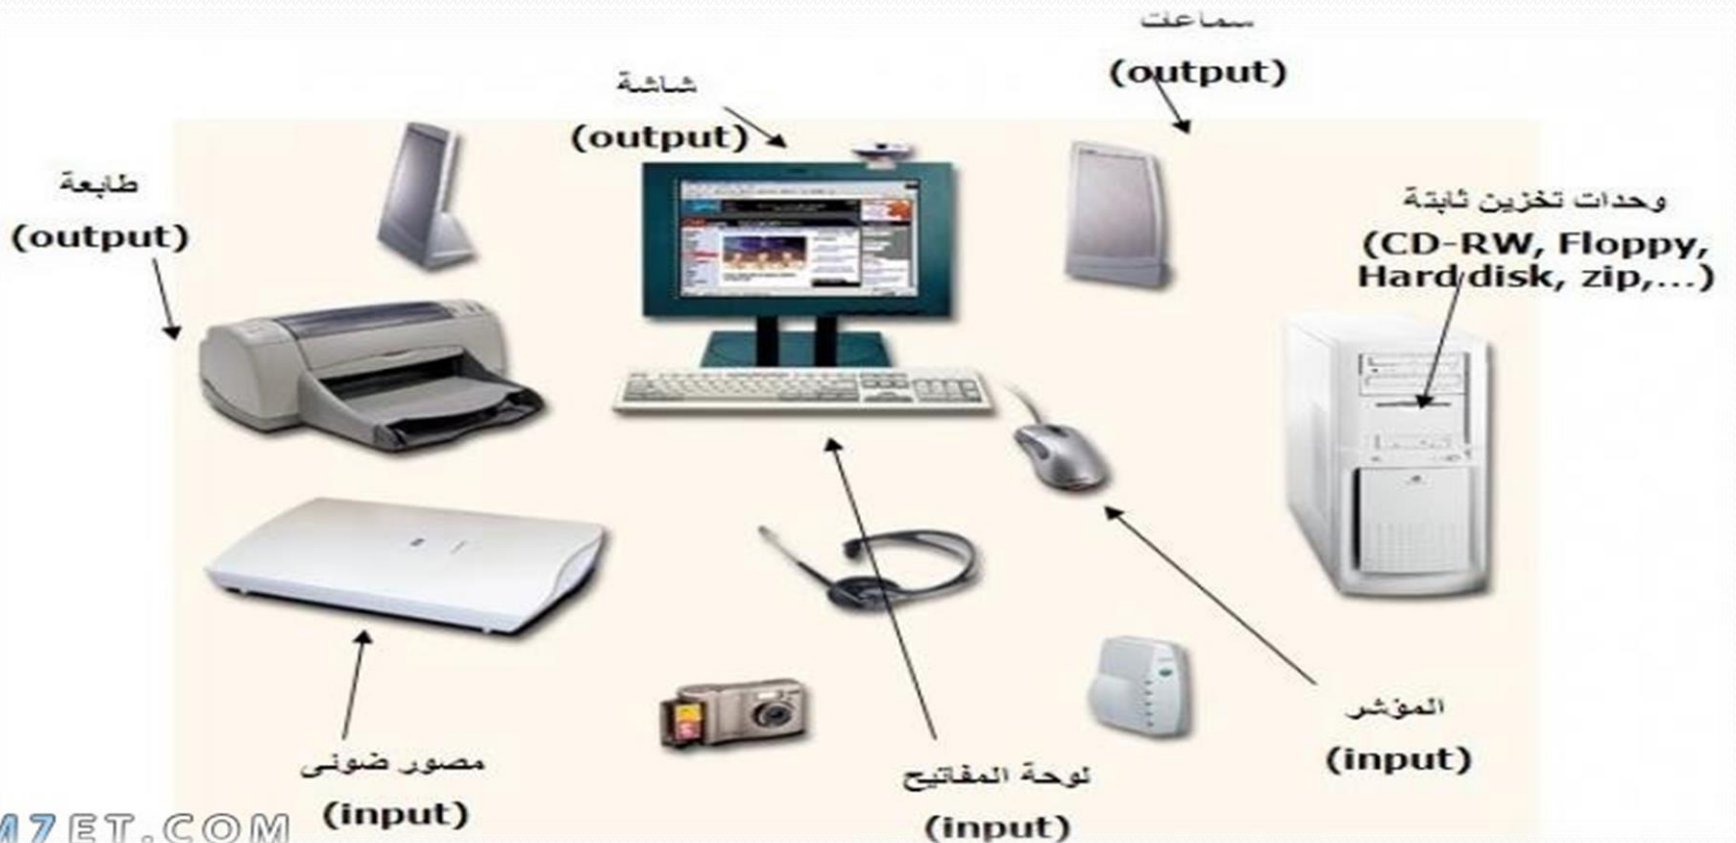 سماعات
(output)
شاشة
(output)
طابعة
(output)
وحدات تخزين ثابتة
(CD-RW, Floppy,
Hard disk, zip,...)
المؤشر
(input)
لوحة المفاتيح
(input)
مصور ضوئى
(input)
M7ET.COM